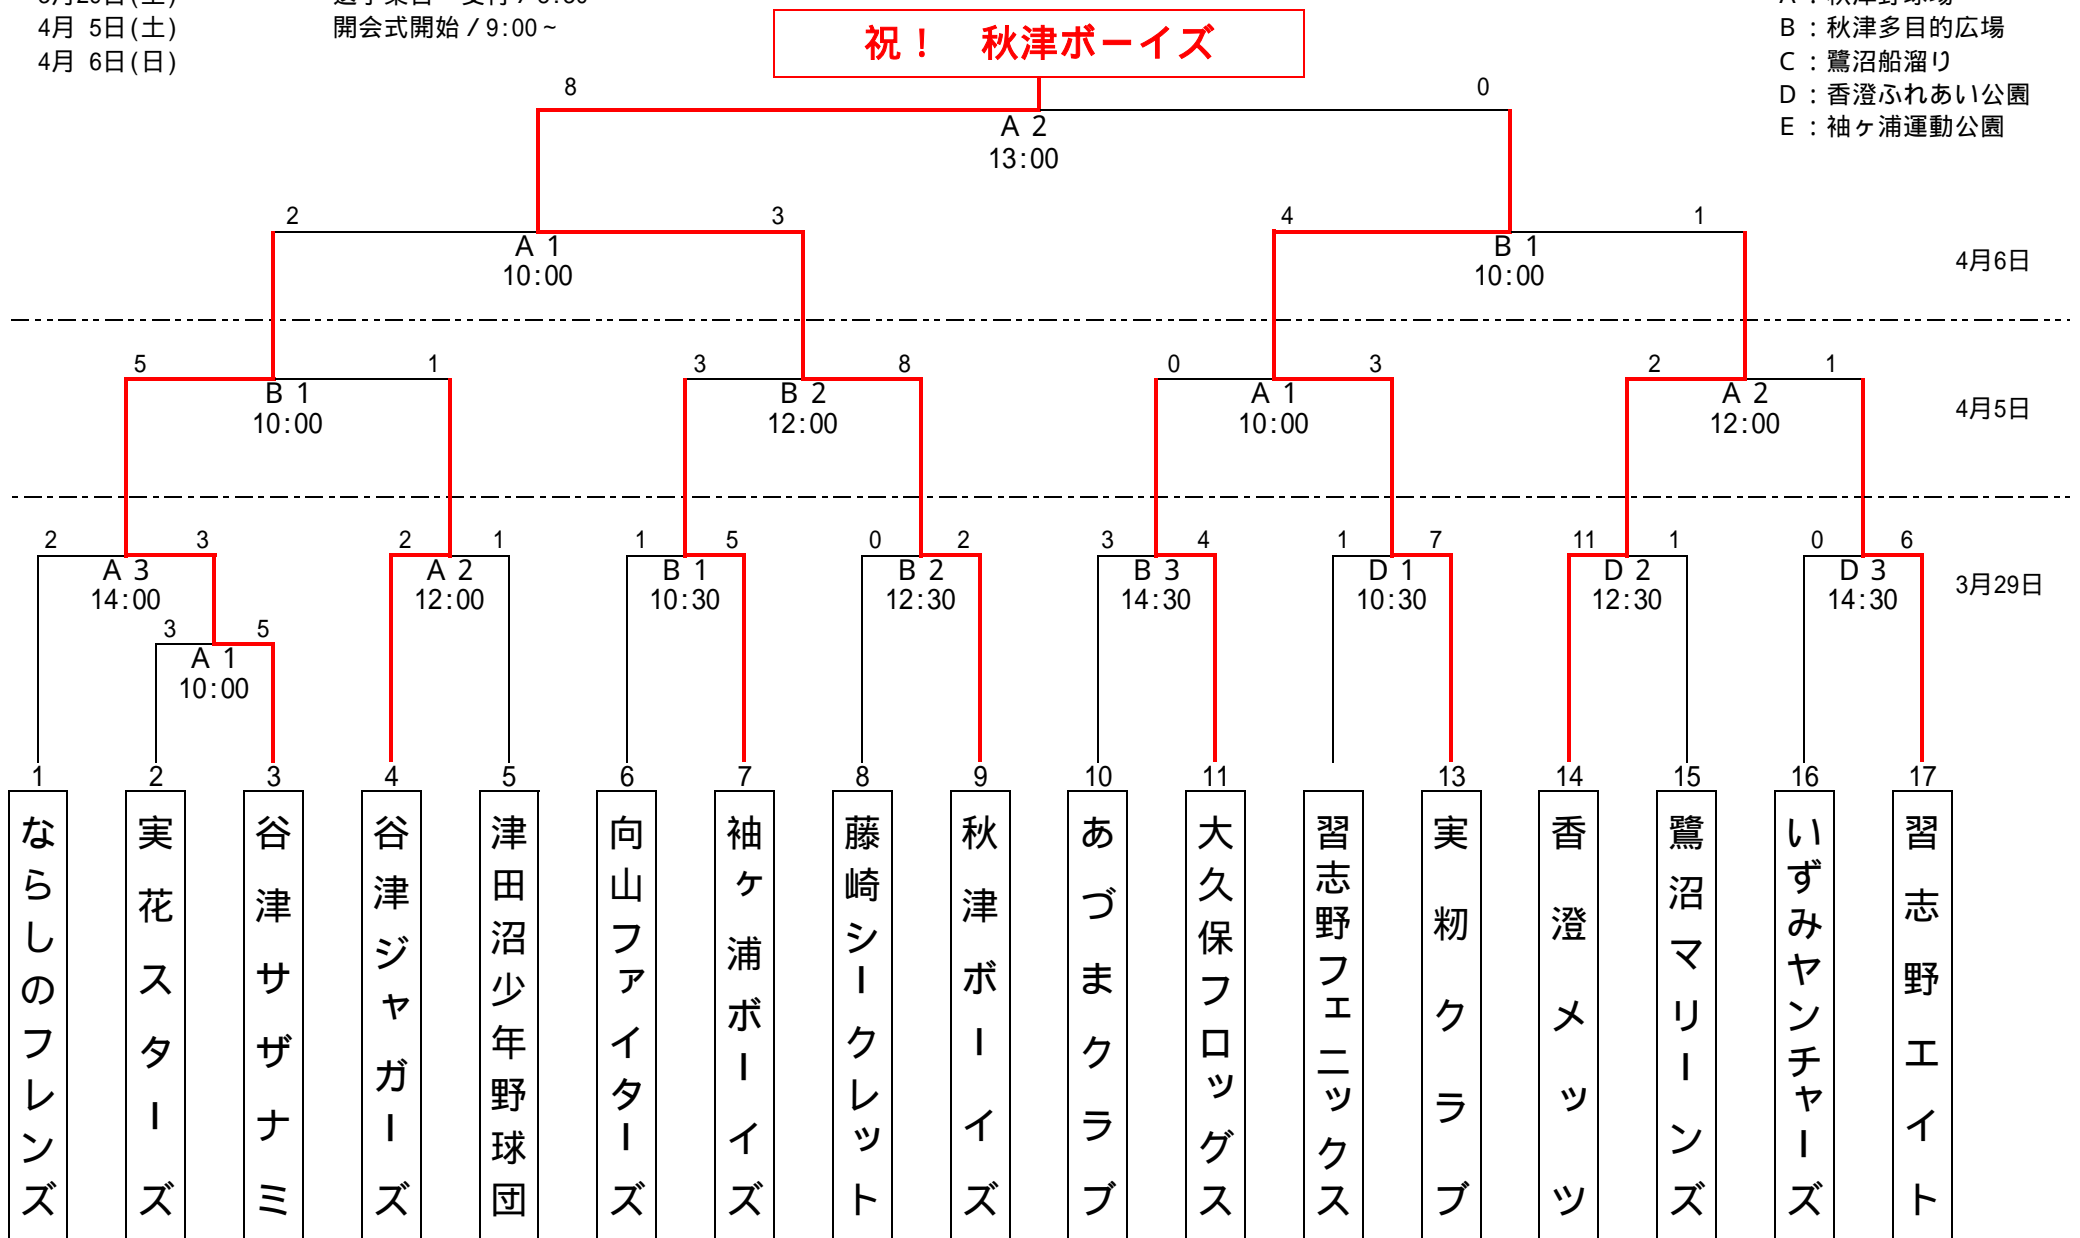 4月 5日(土)
4月 6日(日)
開会式開始 / 9:00～
祝！　秋津ボーイズ
B ：秋津多目的広場
C ：鷺沼船溜り
D ：香澄ふれあい公園
E ：袖ヶ浦運動公園
8 0
A 2
13:00
2 3 4 1
A 1 B 1
10:00 10:00
4月6日
5 1 3 8 0 3 2 1
B 1 B 2 A 1 A 2
10:00 12:00 10:00 12:00
4月5日
2 3 2 1 1 5 0 2 3 4 1 7 11 1 0 6
A 3 A 2 B 1 B 2 B 3 D 1 D 2 D 3
14:00 12:00 10:30 12:30 14:30 10:30 12:30 14:30
3月29日
3 5
A 1
10:00
1 2 3 4 5 6 7 8 9 10 11 13 14 15 16 17
ならしのフレンズ
実花スターズ
谷津サザナミ
谷津ジャガーズ
津田沼少年野球団
向山ファイターズ
袖ヶ浦ボーイズ
藤崎シークレット
秋津ボーイズ
あづまクラブ
大久保フロッグス
習志野フェニックス
実籾クラブ
香澄メッツ
鷺沼マリーンズ
いずみヤンチャーズ
習志野エイト